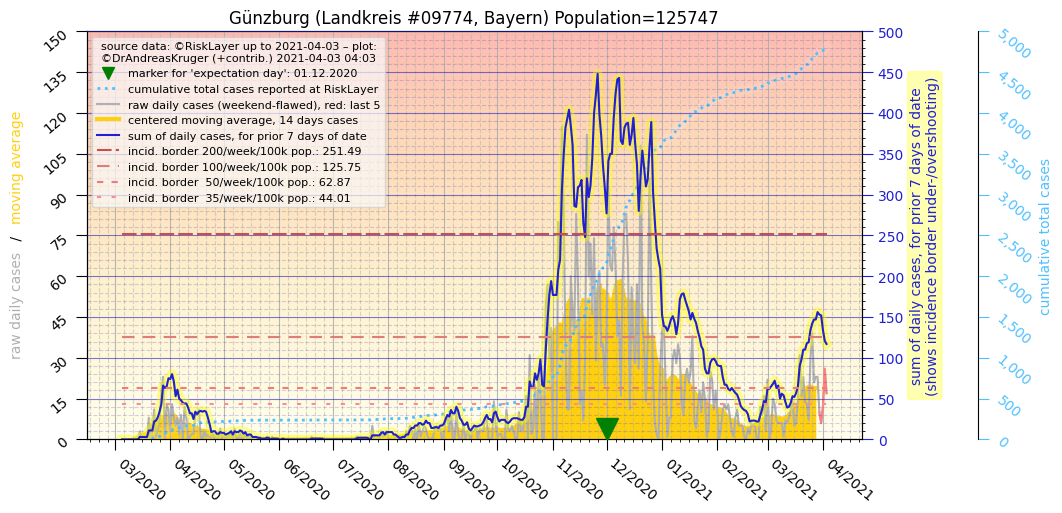 Günzburg (Landkreis #09774, Bayern) Population=125747
source data: ©RiskLayer up to 2021-04-03 – plot:
©DrAndreasKruger (+contrib.) 2021-04-03 04:03
marker for 'expectation day': 01.12.2020
cumulative total cases reported at RiskLayer
raw daily cases (weekend-flawed), red: last 5
centered moving average, 14 days cases
sum of daily cases, for prior 7 days of date
incid. border 200/week/100k pop.: 251.49
incid. border 100/week/100k pop.: 125.75
incid. border  50/week/100k pop.: 62.87
incid. border  35/week/100k pop.: 44.01
raw daily cases  /  moving average
150
135
120
105
90
75
60
45
30
15
0
03/2020
04/2020
05/2020
06/2020
07/2020
08/2020
09/2020
10/2020
11/2020
12/2020
01/2021
02/2021
03/2021
04/2021
500
450
400
350
300
250
200
150
100
50
0
sum of daily cases, for prior 7 days of date
(shows incidence border under-/overshooting)
5,000
4,500
4,000
3,500
3,000
2,500
2,000
1,500
1,000
500
0
cumulative total cases